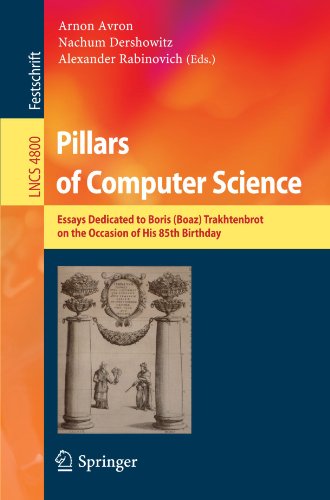 Arnon Avron
Nachum Dershowitz
Alexander Rabinovich (Eds.)
Festschrift
LNCS 4800
Pillars
of Computer Science
Essays Dedicated to Boris (Boaz) Trakhtenbrot
on the Occasion of His 85th Birthday
Springer